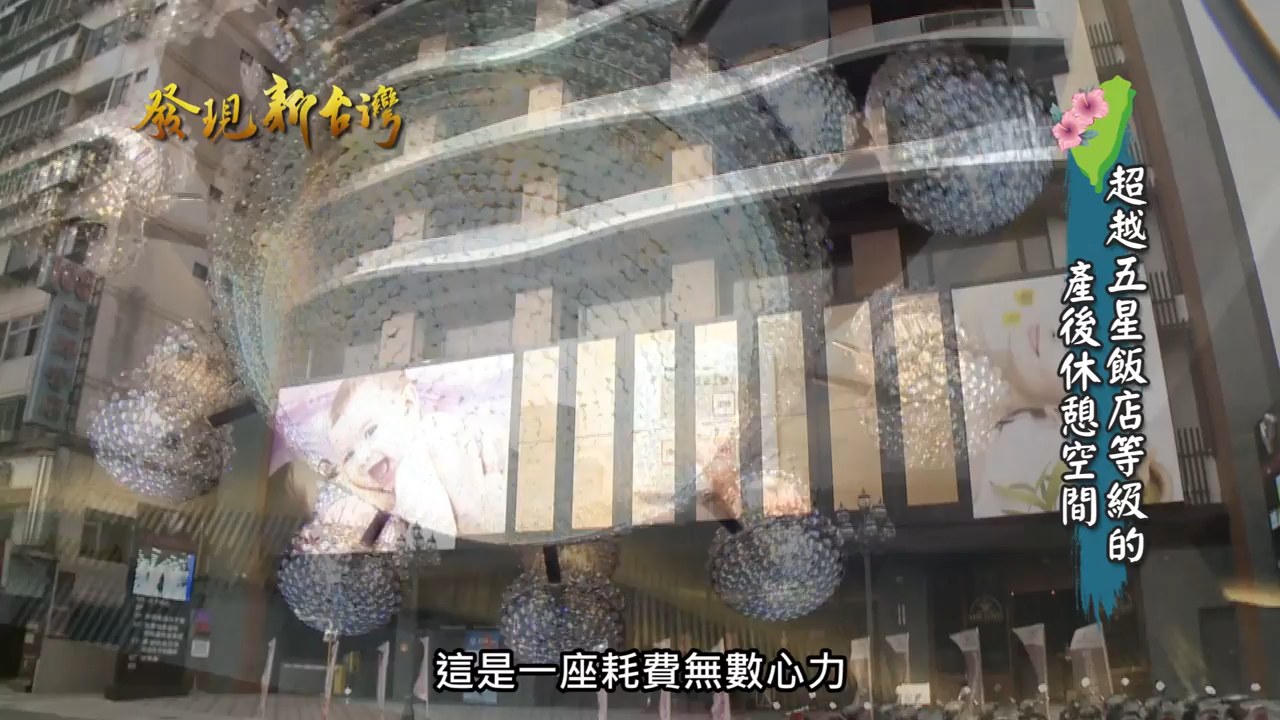 發現新台灣
超越五星飯店等級的
產後休憩空間
這是一座耗費無數心力